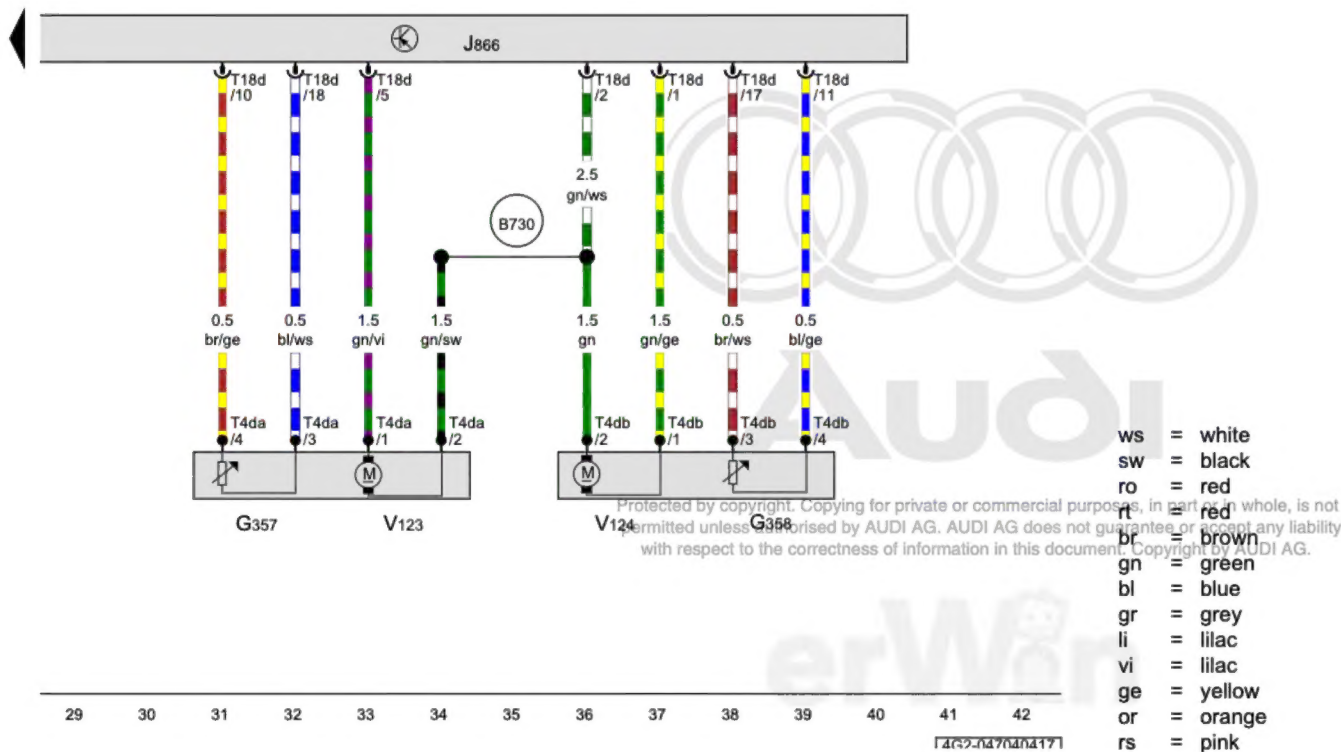 J866
T18d T18d T18d T18d T18d T18d T18d
/10 /18 /5 /2 /1 /17 /11
2.5
gn/ws
B730
0.5 0.5 1.5 1.5 1.5 1.5 0.5 0.5
br/ge bl/ws gn/vi gn/sw gn gn/ge br/ws bl/ge
Audi
T4da T4da T4da T4da T4db T4db T4db T4db
/4 /3 /1 /2 /2 /1 /3 /4
M M
G357 V123 V124 G358
ws = white
sw = black
ro = red
rt = red
br = brown
gn = green
bl = blue
gr = grey
li = lilac
vi = lilac
ge = yellow
or = orange
rs = pink
Protected by copyright. Copying for private or commercial purposes, in part or in whole, is not
permitted unless authorised by AUDI AG. AUDI AG does not guarantee or accept any liability
with respect to the correctness of information in this document. Copyright by AUDI AG.
erWin
29 30 31 32 33 34 35 36 37 38 39 40 41 42
4G2-047040417